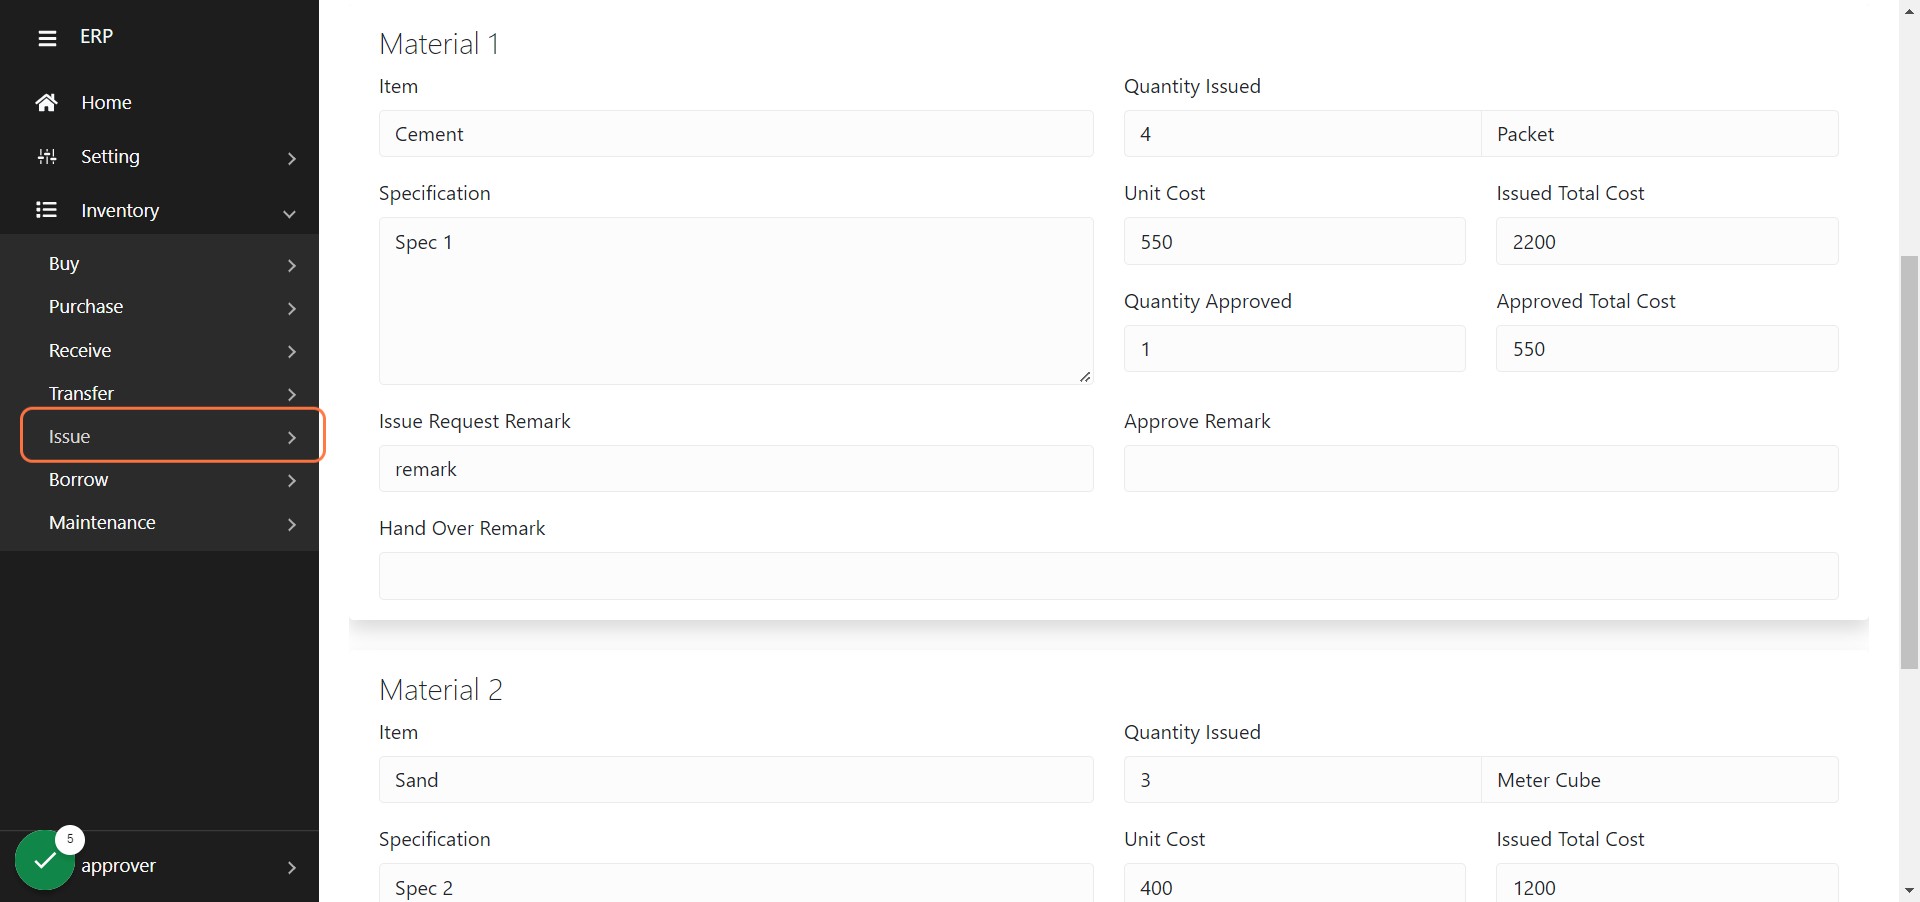 ERP
Home
Setting
Inventory
Buy
Purchase
Receive
Transfer
Issue
Borrow
Maintenance
5
approver
Material 1
Item
Quantity Issued
Cement
4
Packet
Specification
Unit Cost
Issued Total Cost
Spec 1
550
2200
Quantity Approved
Approved Total Cost
1
550
Issue Request Remark
Approve Remark
remark
Hand Over Remark
Material 2
Item
Quantity Issued
Sand
3
Meter Cube
Specification
Unit Cost
Issued Total Cost
Spec 2
400
1200